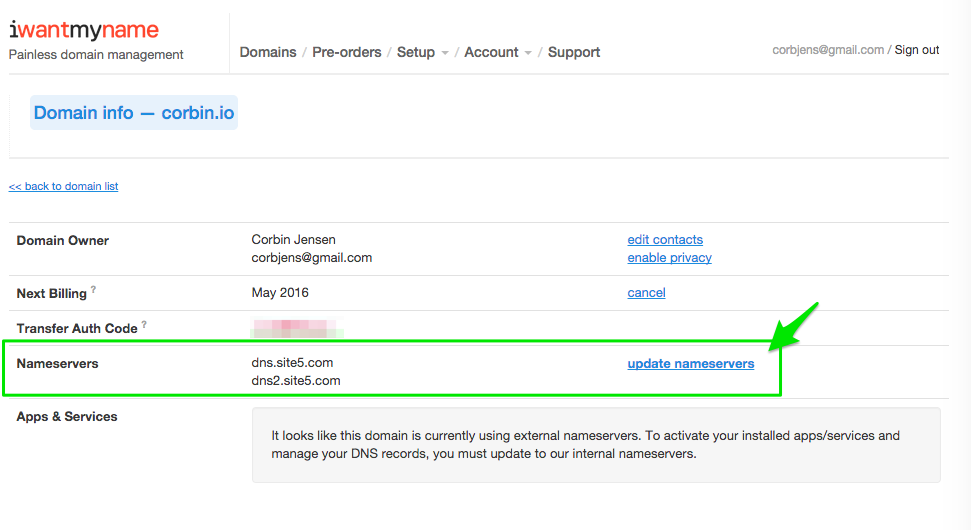 iwantmyname
Painless domain management
Domains / Pre-orders / Setup / Account / Support
corbjens@gmail.com / Sign out
Domain info — corbin.io
<< back to domain list
Domain Owner
Corbin Jensen
corbjens@gmail.com
edit contacts
enable privacy
Next Billing ?
May 2016
cancel
Transfer Auth Code ?
Nameservers
dns.site5.com
dns2.site5.com
update nameservers
Apps & Services
It looks like this domain is currently using external nameservers. To activate your installed apps/services and
manage your DNS records, you must update to our internal nameservers.